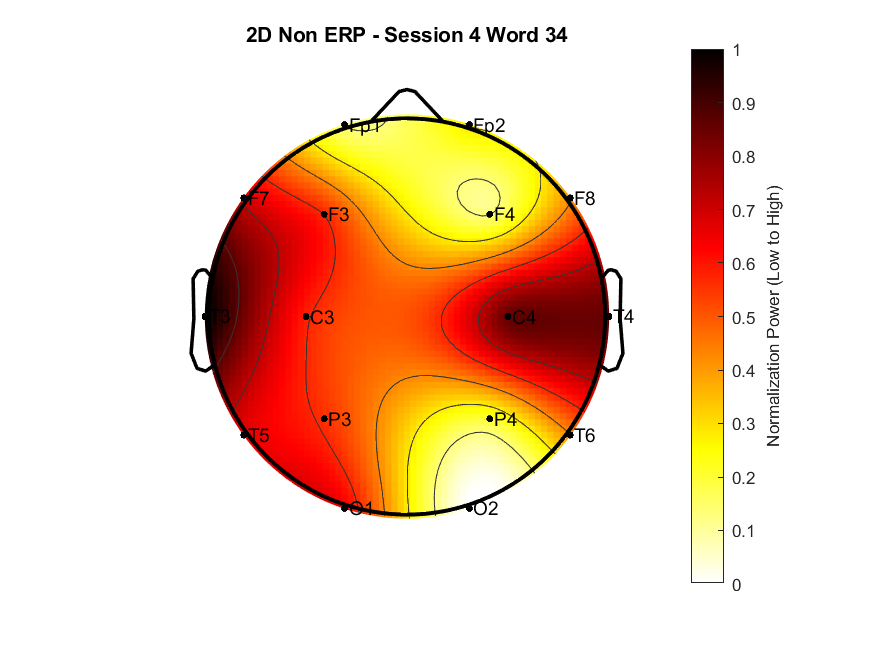 2D Non ERP - Session 4 Word 34
Fp1 Fp2
F7 F8
F3 F4
T3 C3 C4 T4
P3 P4
T5 T6
O1 O2
1
0.9
0.8
0.7
0.6
0.5
0.4
0.3
0.2
0.1
0
Normalization Power (Low to High)